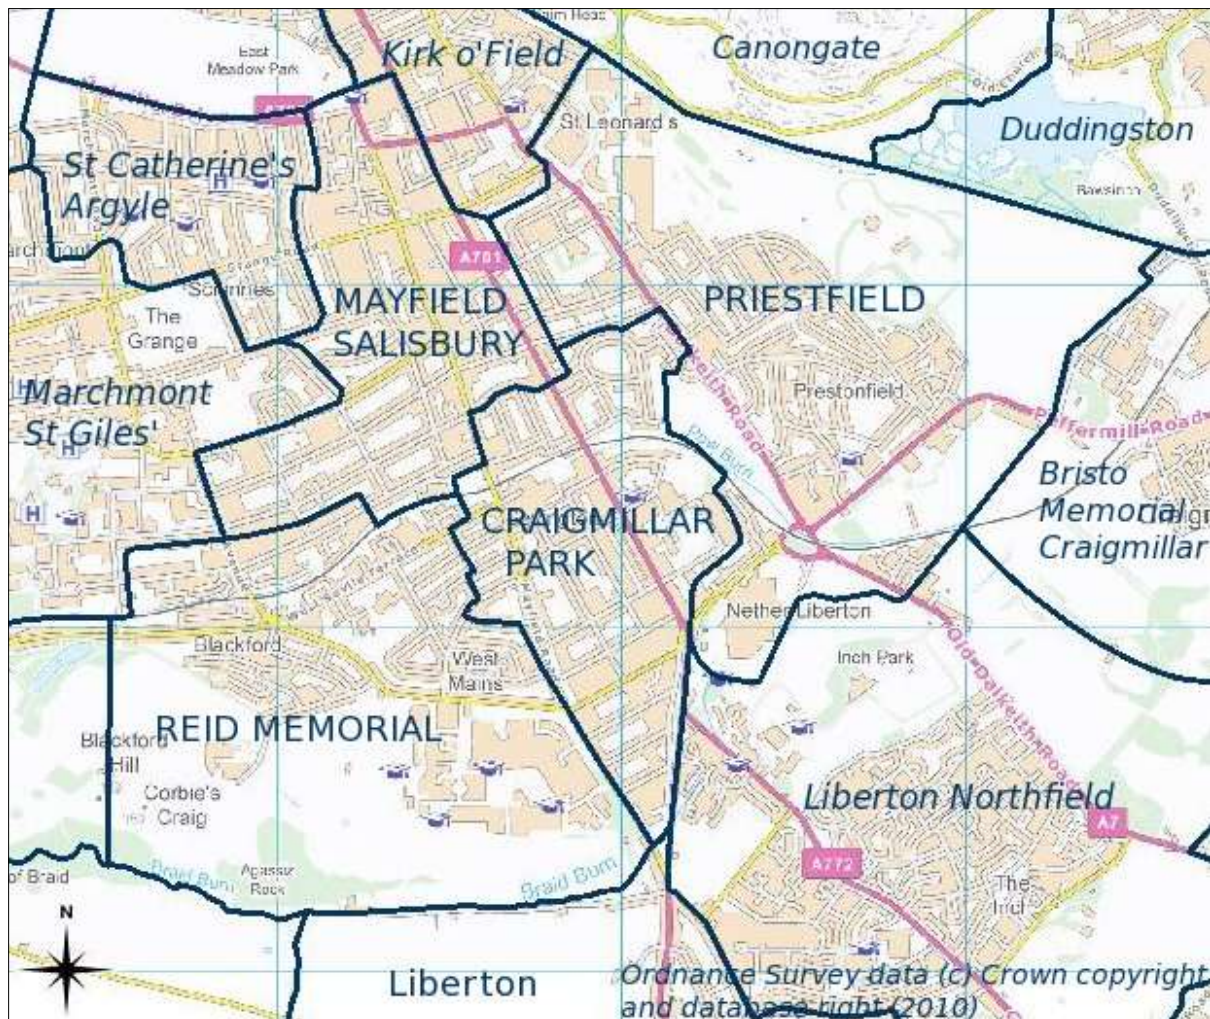 Kirk o'Field
Canongate
East
Meadow Park
St Leonard's
Duddingston
St Catherine's
Argyle
H
Bawsinch
A701
Sciennes
MAYFIELD
SALISBURY
PRIESTFIELD
The
Grange
Marchmont
St Giles'
H
H
Prestonfield
Dalkeith Road
Peffermill Road
Pow Burn
Bristo
Memorial
Craigmillar
CRAIGMILLAR
PARK
Nether Liberton
Inch Park
Blackford
West
Mains
Old Dalkeith Road
REID MEMORIAL
Blackford
Hill
Corbie's
Craig
Liberton Northfield
A7
A772
of Braid
Braid Burn
Agassiz
Rock
Braid Burn
The
Inch
N
Liberton
Ordnance Survey data (c) Crown copyright
and database right (2010)